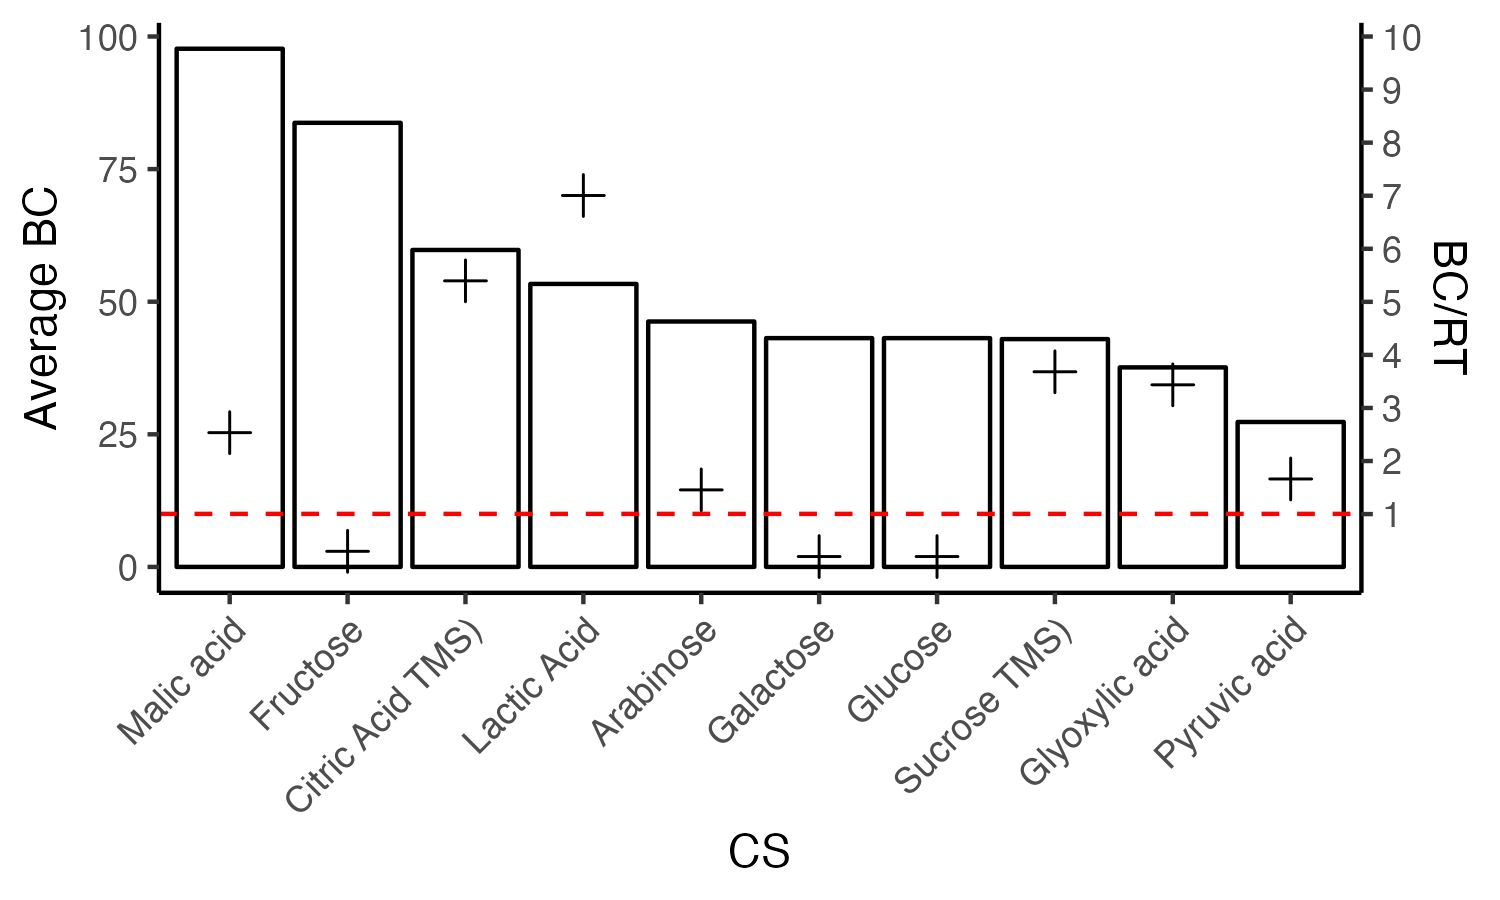 100
75
50
25
0
Average BC
10
9
8
7
6
5
4
3
2
1
BC/RT
Malic acid
Fructose
Citric Acid TMS)
Lactic Acid
Arabinose
Galactose
Glucose
Sucrose TMS)
Glyoxylic acid
Pyruvic acid
CS